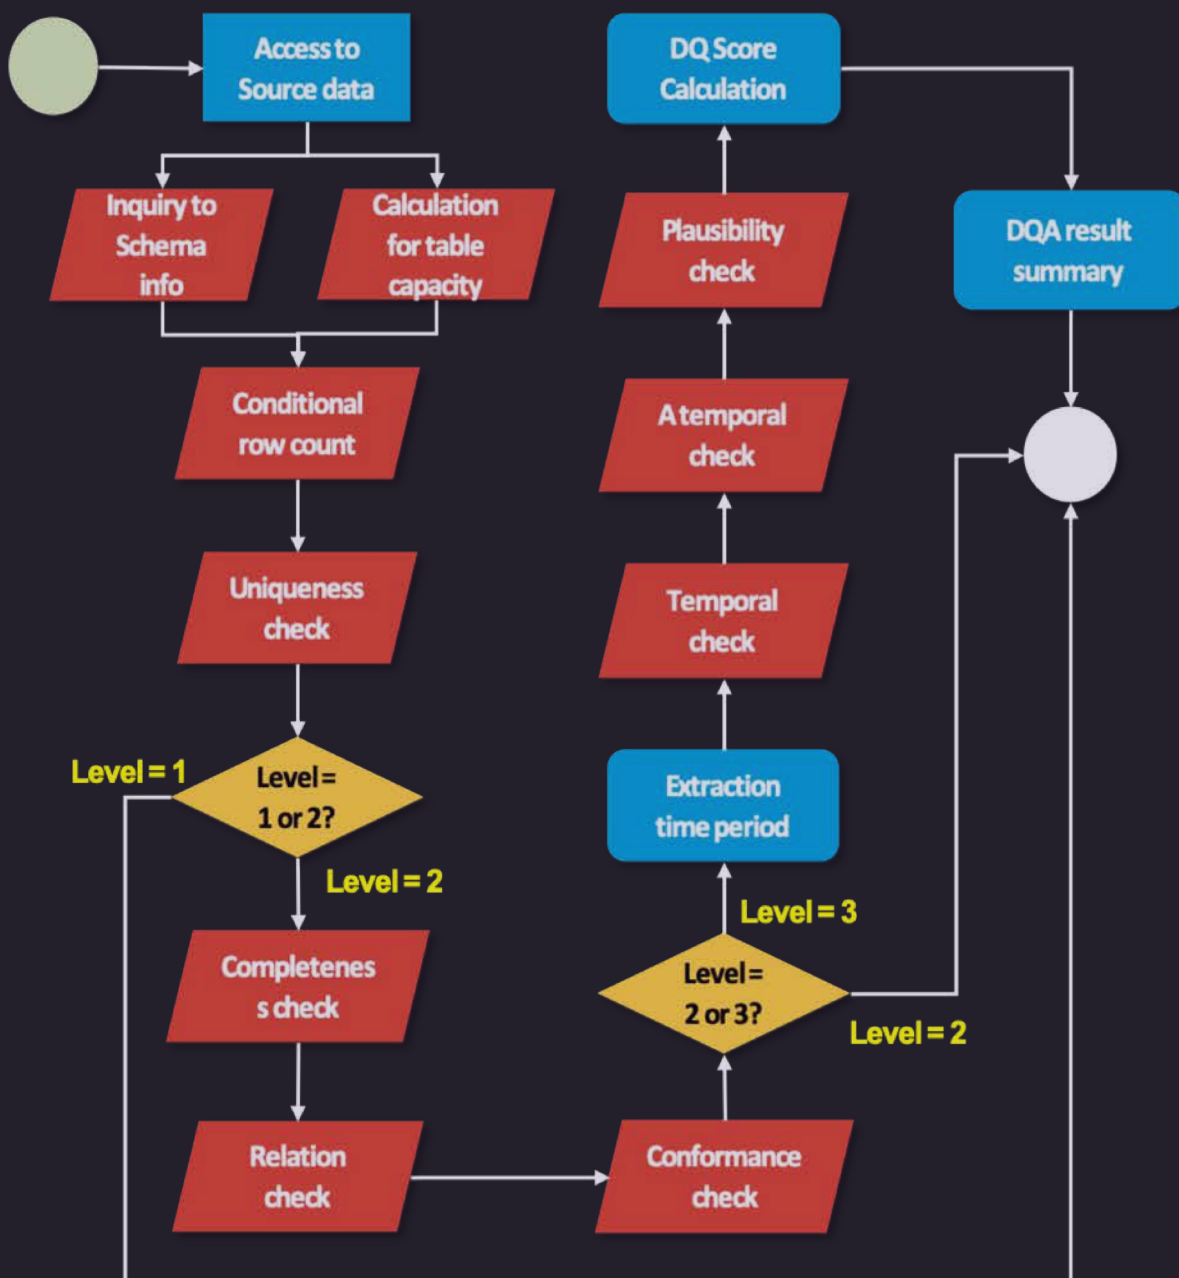 Access to
Source data
Inquiry to
Schema
info
Calculation
for table
capacity
Conditional
row count
Uniqueness
check
Level = 1
Level =
1 or 2?
Level = 2
Completenes
s check
Relation
check
Conformance
check
Level =
2 or 3?
Level = 2
Level = 3
Extraction
time period
Temporal
check
A temporal
check
Plausibility
check
DQ Score
Calculation
DQA result
summary